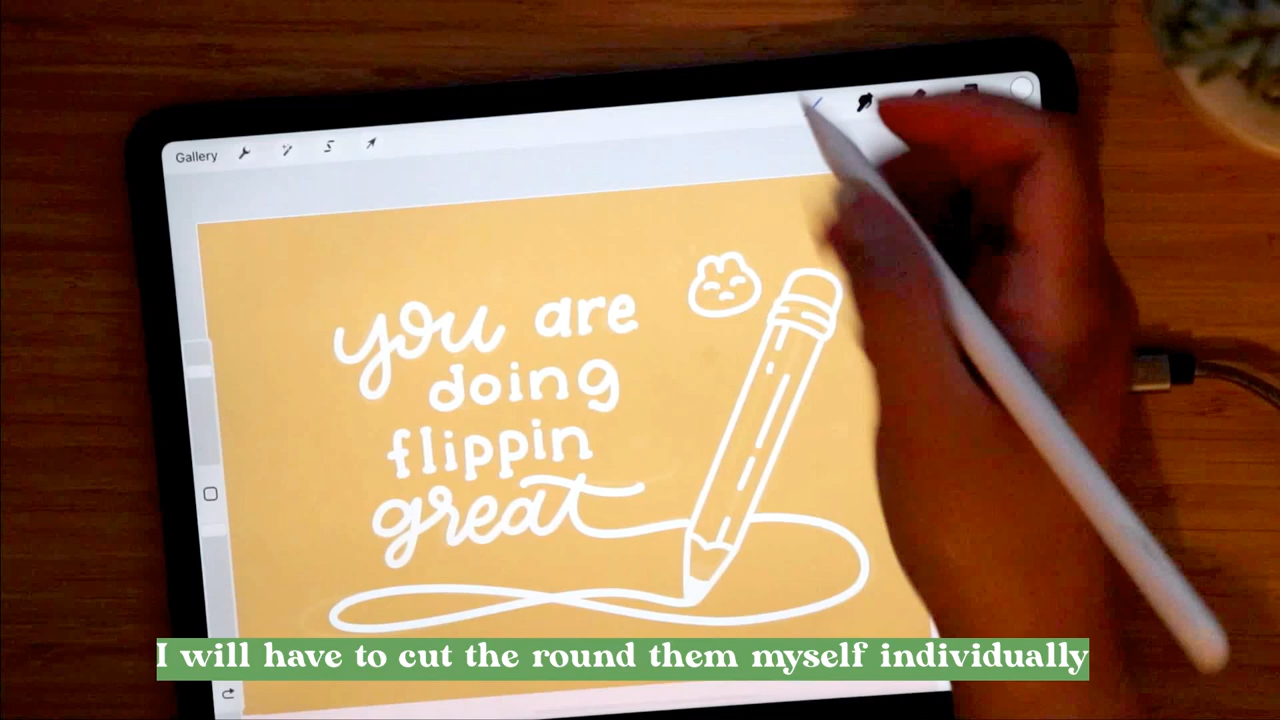 Gallery
you are
doing
flippin
great
I will have to cut the round them myself individually